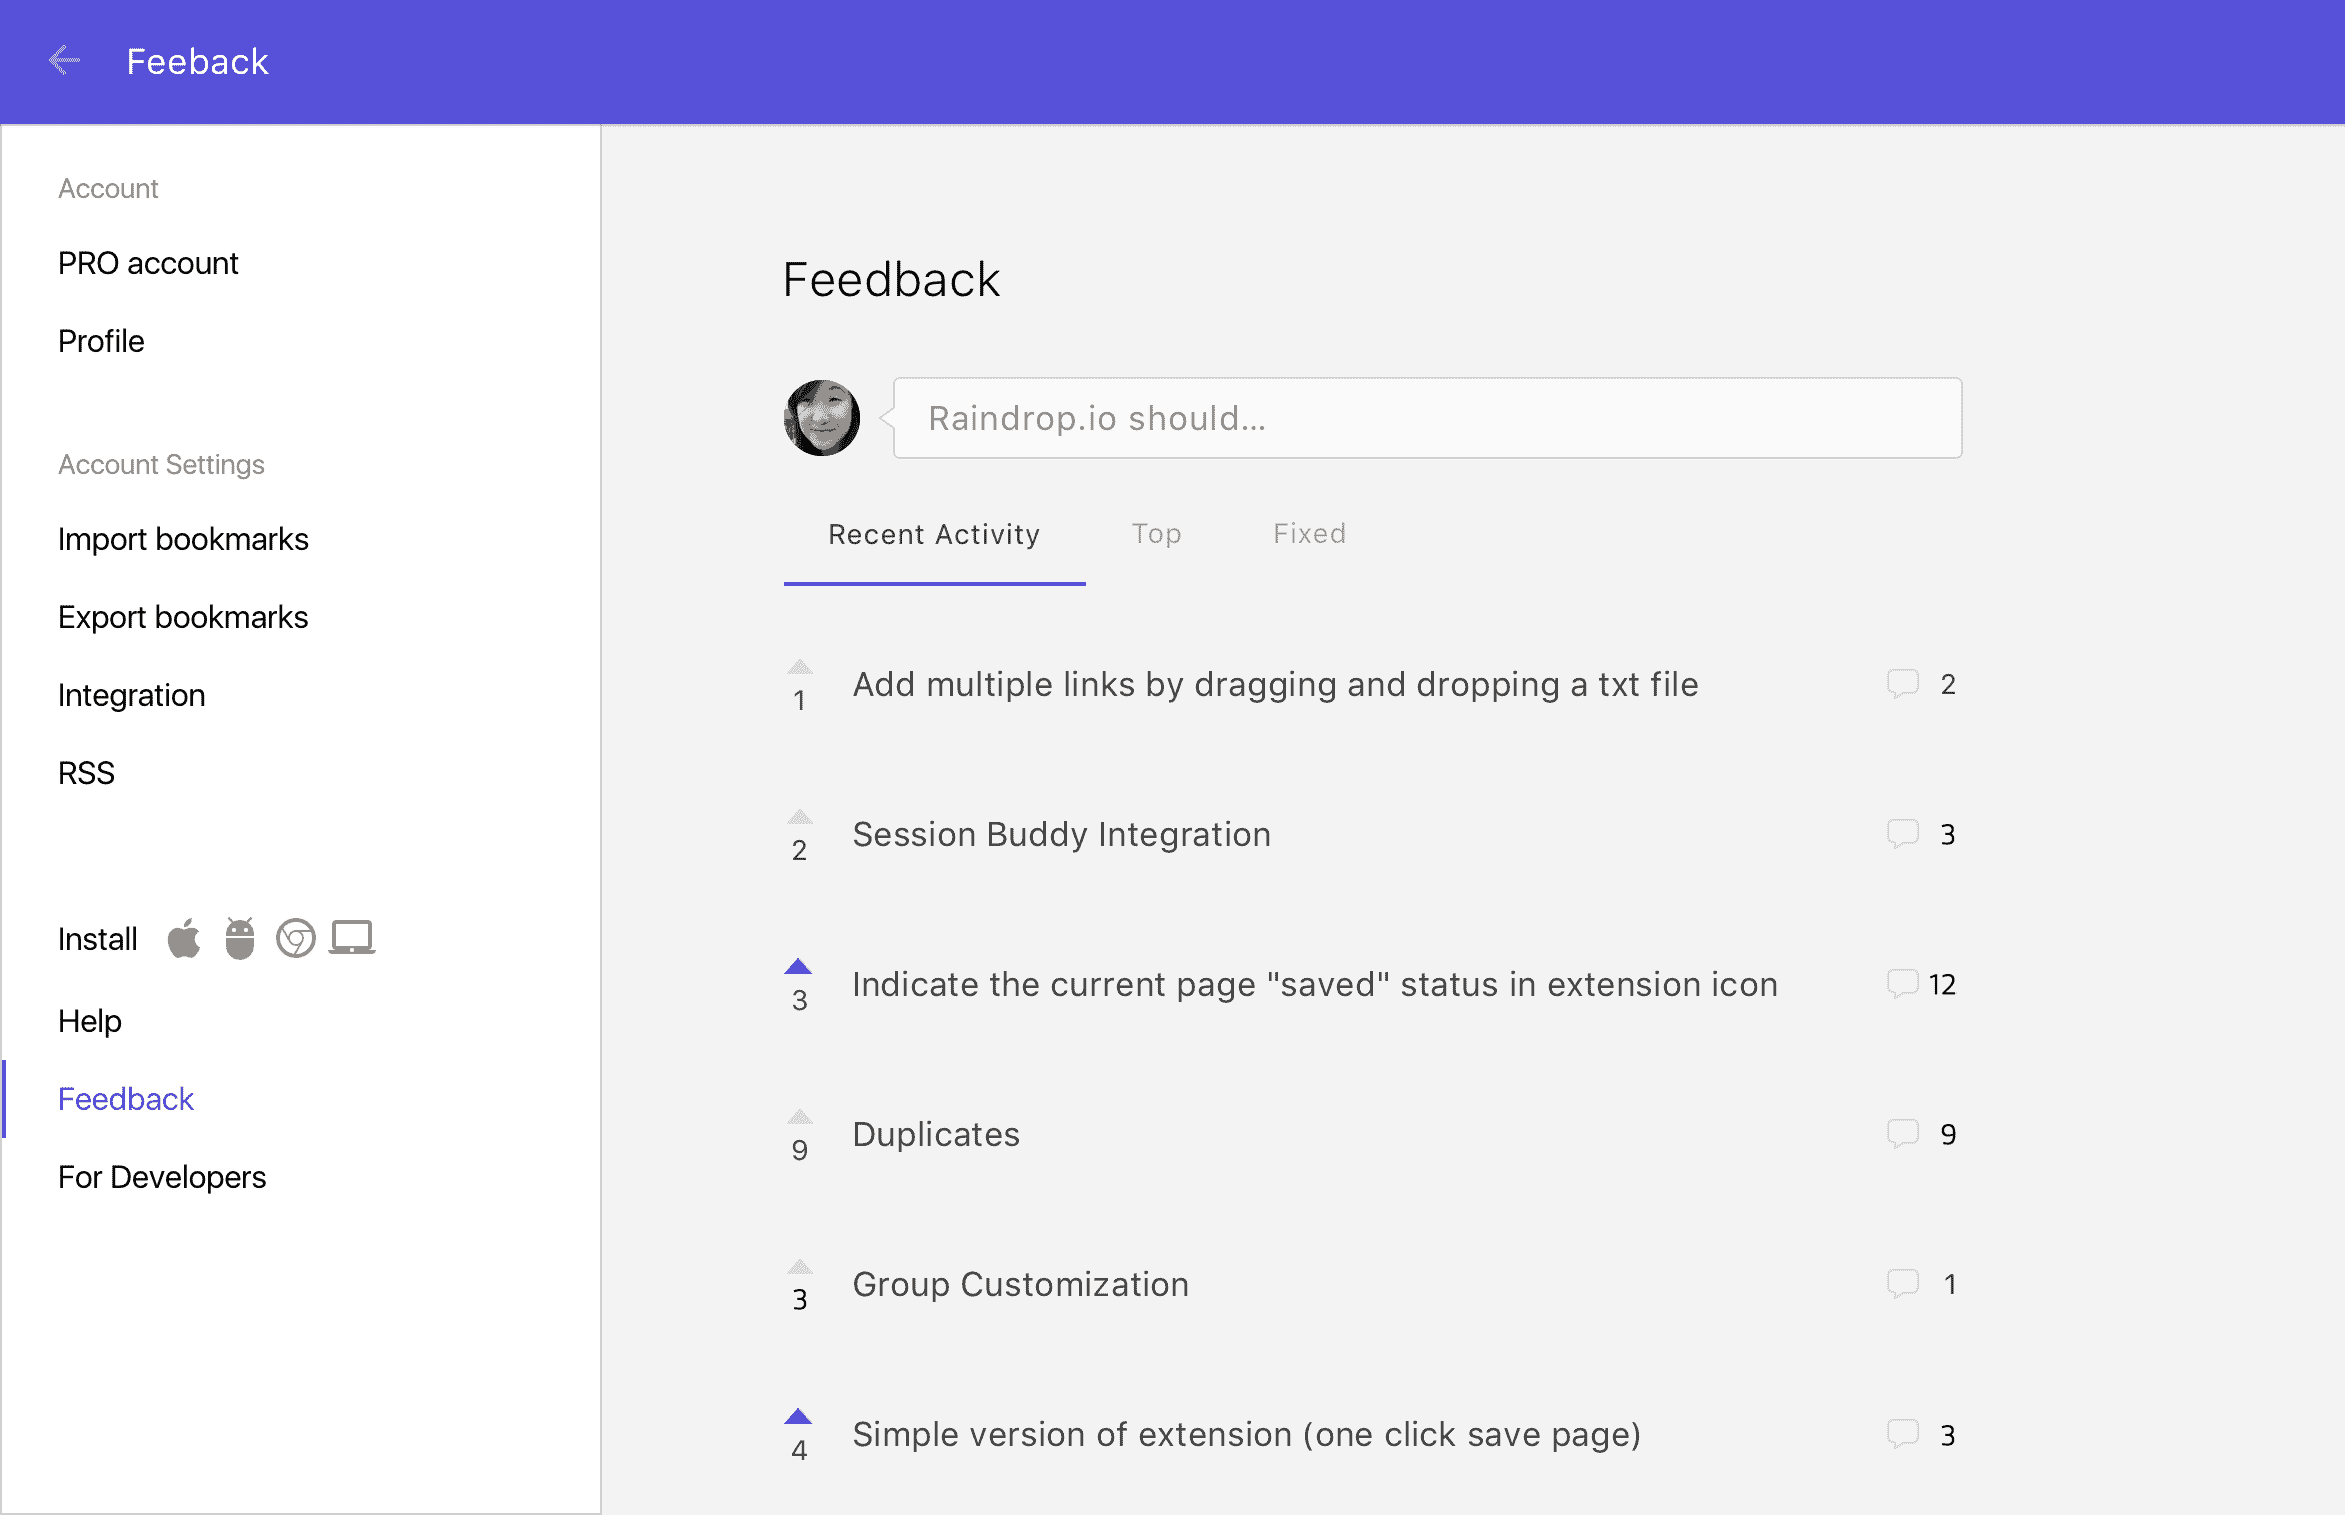 Feeback
Account
PRO account
Profile
Account Settings
Import bookmarks
Export bookmarks
Integration
RSS
Install
Help
Feedback
For Developers
Feedback
Raindrop.io should...
Recent Activity Top Fixed
1 Add multiple links by dragging and dropping a txt file 2
2 Session Buddy Integration 3
3 Indicate the current page "saved" status in extension icon 12
9 Duplicates 9
3 Group Customization 1
4 Simple version of extension (one click save page) 3